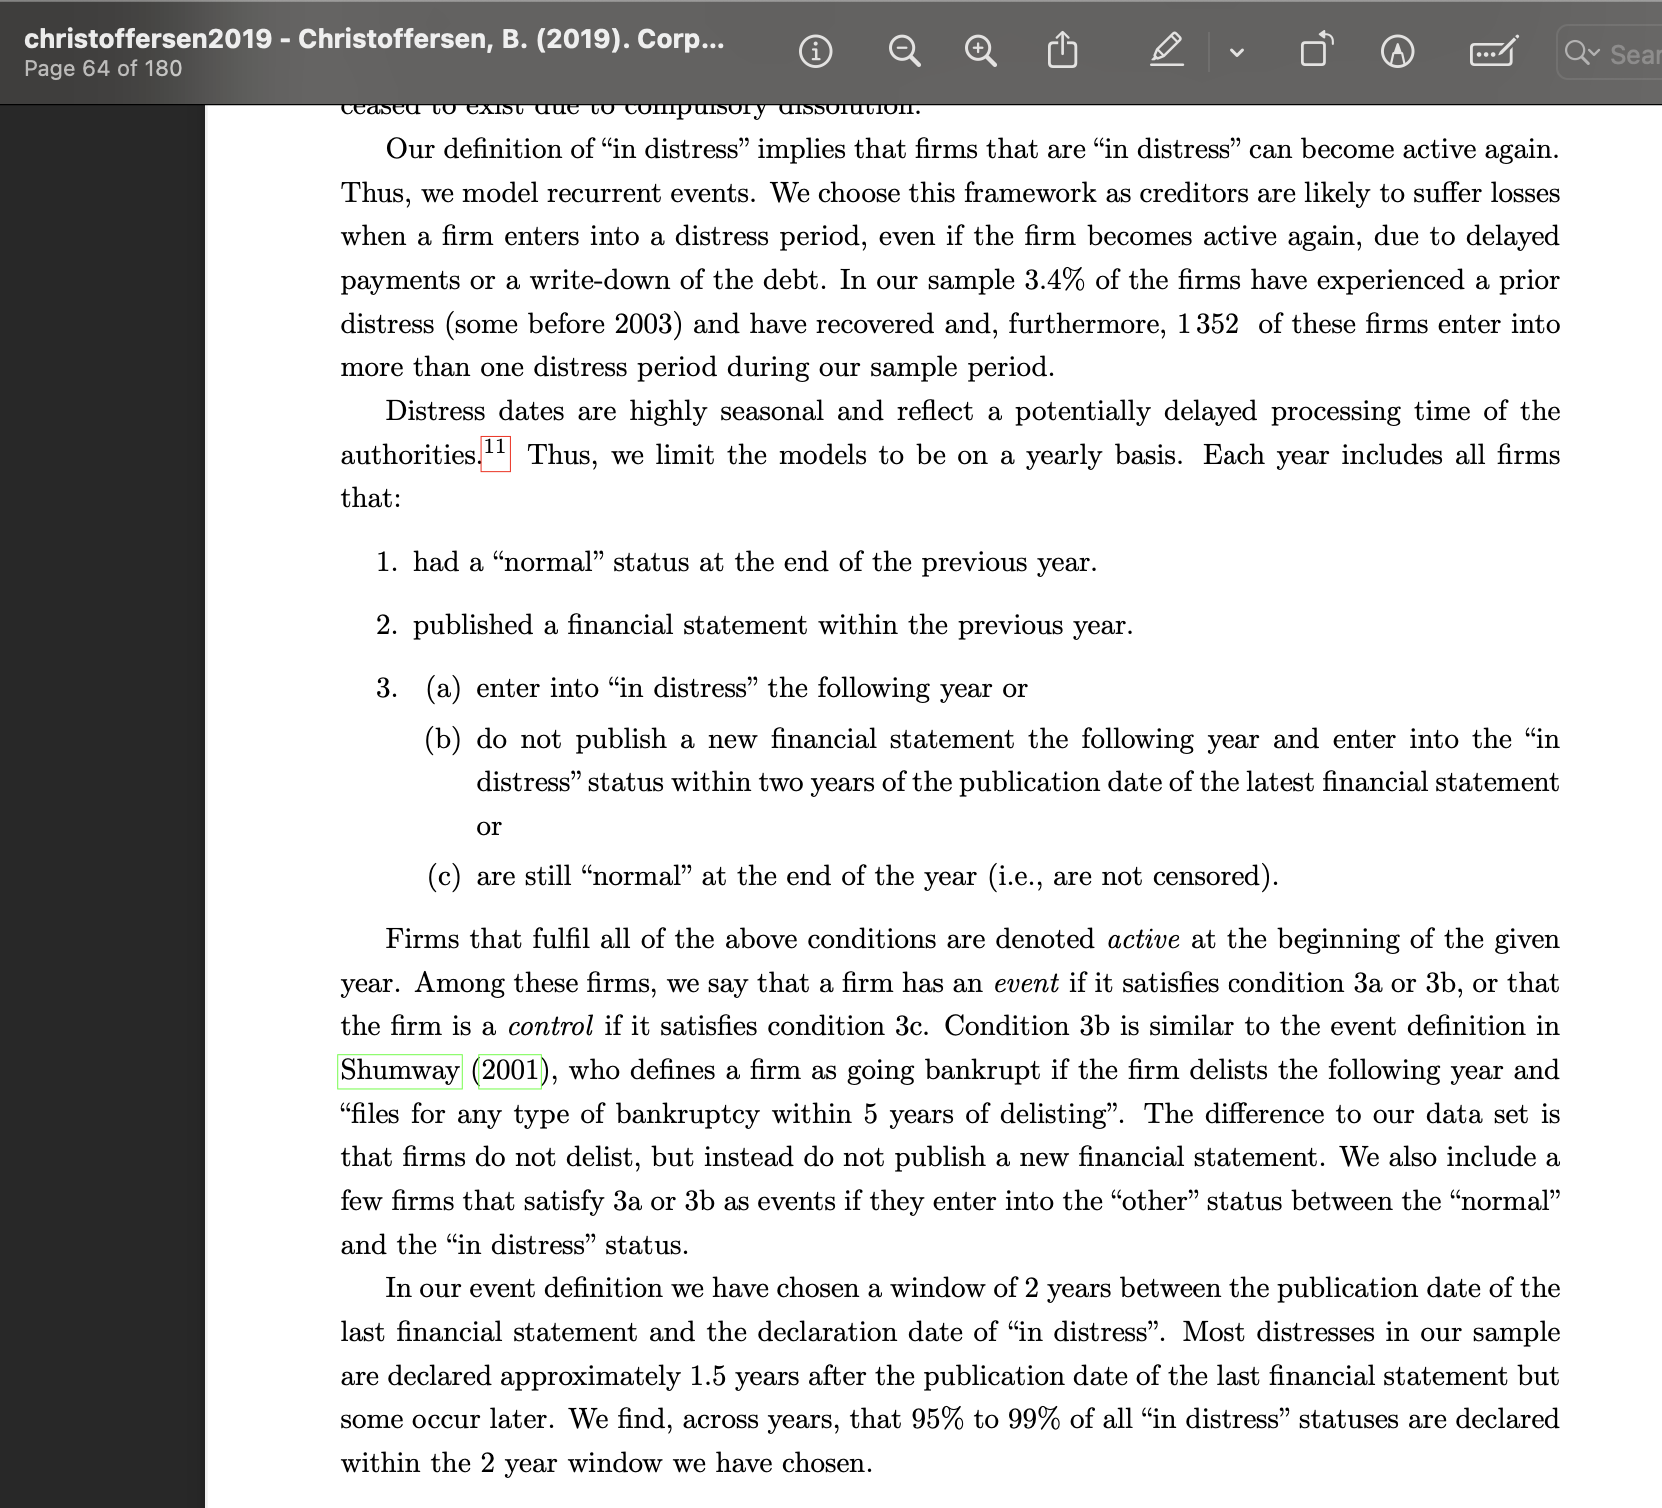 christoffersen2019 - Christoffersen, B. (2019). Corp...
Page 64 of 180
Sear
ceased to exist due to compulsory dissolution.
Our definition of “in distress” implies that firms that are “in distress” can become active again.
Thus, we model recurrent events. We choose this framework as creditors are likely to suffer losses
when a firm enters into a distress period, even if the firm becomes active again, due to delayed
payments or a write-down of the debt. In our sample 3.4% of the firms have experienced a prior
distress (some before 2003) and have recovered and, furthermore, 1 352 of these firms enter into
more than one distress period during our sample period.
Distress dates are highly seasonal and reflect a potentially delayed processing time of the
authorities.11 Thus, we limit the models to be on a yearly basis. Each year includes all firms
that:
1. had a “normal” status at the end of the previous year.
2. published a financial statement within the previous year.
3. (a) enter into “in distress” the following year or
(b) do not publish a new financial statement the following year and enter into the “in
distress” status within two years of the publication date of the latest financial statement
or
(c) are still “normal” at the end of the year (i.e., are not censored).
Firms that fulfil all of the above conditions are denoted active at the beginning of the given
year. Among these firms, we say that a firm has an event if it satisfies condition 3a or 3b, or that
the firm is a control if it satisfies condition 3c. Condition 3b is similar to the event definition in
Shumway (2001), who defines a firm as going bankrupt if the firm delists the following year and
“files for any type of bankruptcy within 5 years of delisting”. The difference to our data set is
that firms do not delist, but instead do not publish a new financial statement. We also include a
few firms that satisfy 3a or 3b as events if they enter into the “other” status between the “normal”
and the “in distress” status.
In our event definition we have chosen a window of 2 years between the publication date of the
last financial statement and the declaration date of “in distress”. Most distresses in our sample
are declared approximately 1.5 years after the publication date of the last financial statement but
some occur later. We find, across years, that 95% to 99% of all “in distress” statuses are declared
within the 2 year window we have chosen.